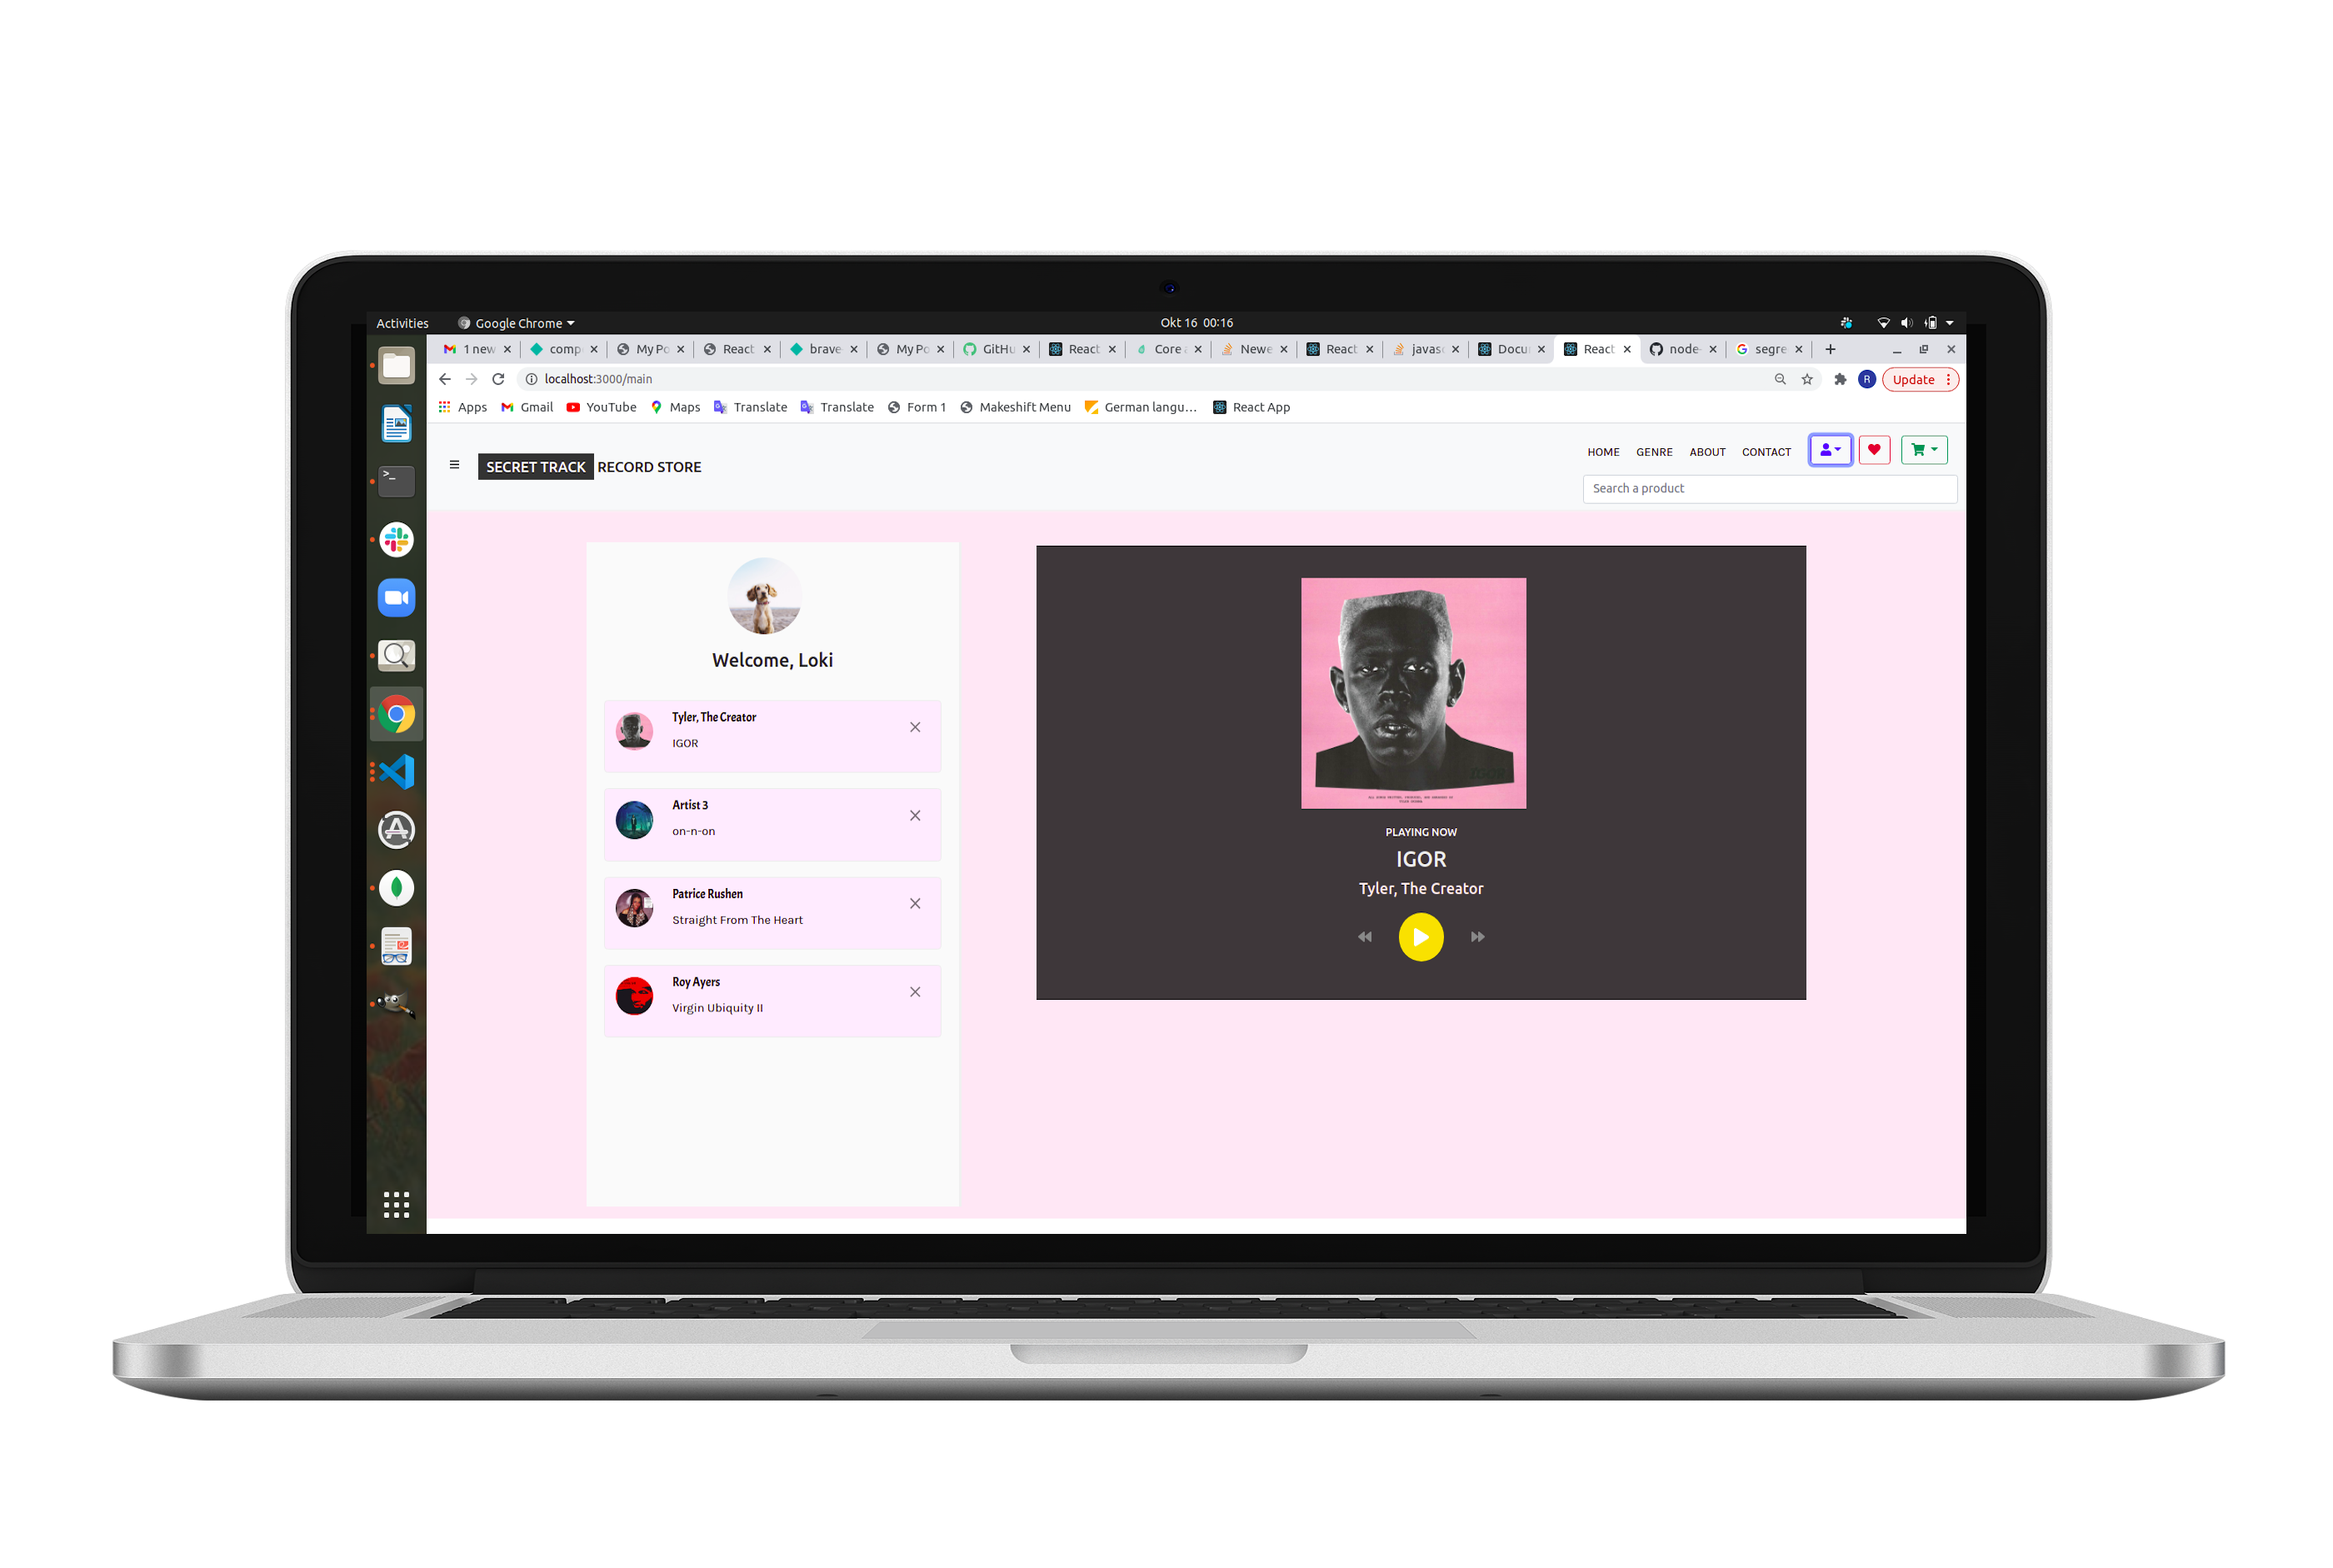 Activities Google Chrome Okt 16 00:16
1 new comp My Po React brave My Po GitHu React Core Newe React javasc Docu React node- segre
localhost:3000/main Update
Apps Gmail YouTube Maps Translate Translate Form 1 Makeshift Menu German langu... React App
SECRET TRACK RECORD STORE
HOME GENRE ABOUT CONTACT
Search a product
Welcome, Loki
Tyler, The Creator
IGOR
Artist 3
on-n-on
Patrice Rushen
Straight From The Heart
Roy Ayers
Virgin Ubiquity II
PLAYING NOW
IGOR
Tyler, The Creator